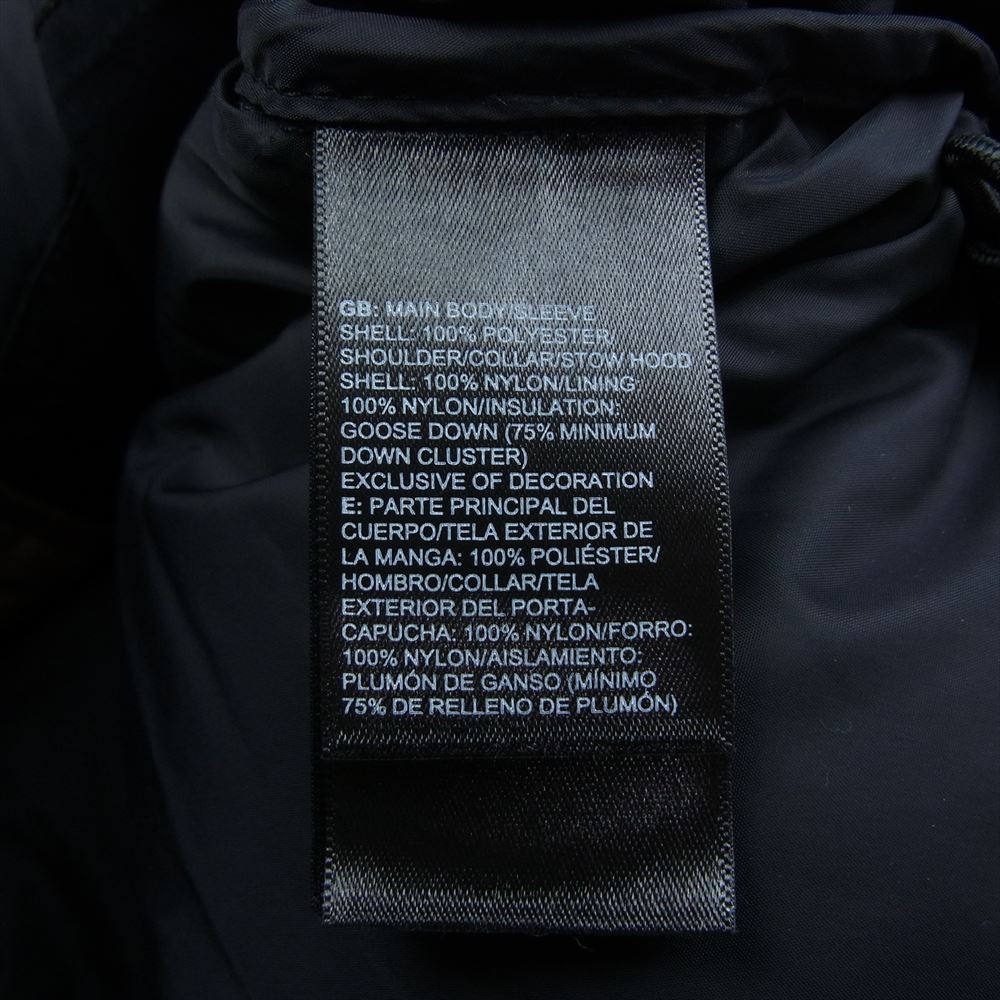 GB: MAIN BODY/SLEEVE
SHELL: 100% POLYESTER,
SHOULDER/COLLAR/STOW HOOD
SHELL: 100% NYLON/LINING:
100% NYLON/INSULATION:
GOOSE DOWN (75% MINIMUM
DOWN CLUSTER)
EXCLUSIVE OF DECORATION
E: PARTE PRINCIPAL DEL
CUERPO/TELA EXTERIOR DE
LA MANGA: 100% POLIÉSTER/
HOMBRO/COLLAR/TELA
EXTERIOR DEL PORTA-
CAPUCHA: 100% NYLON/FORRO:
100% NYLON/AISLAMIENTO:
PLUMÓN DE GANSO (MÍNIMO
75% DE RELLENO DE PLUMÓN)